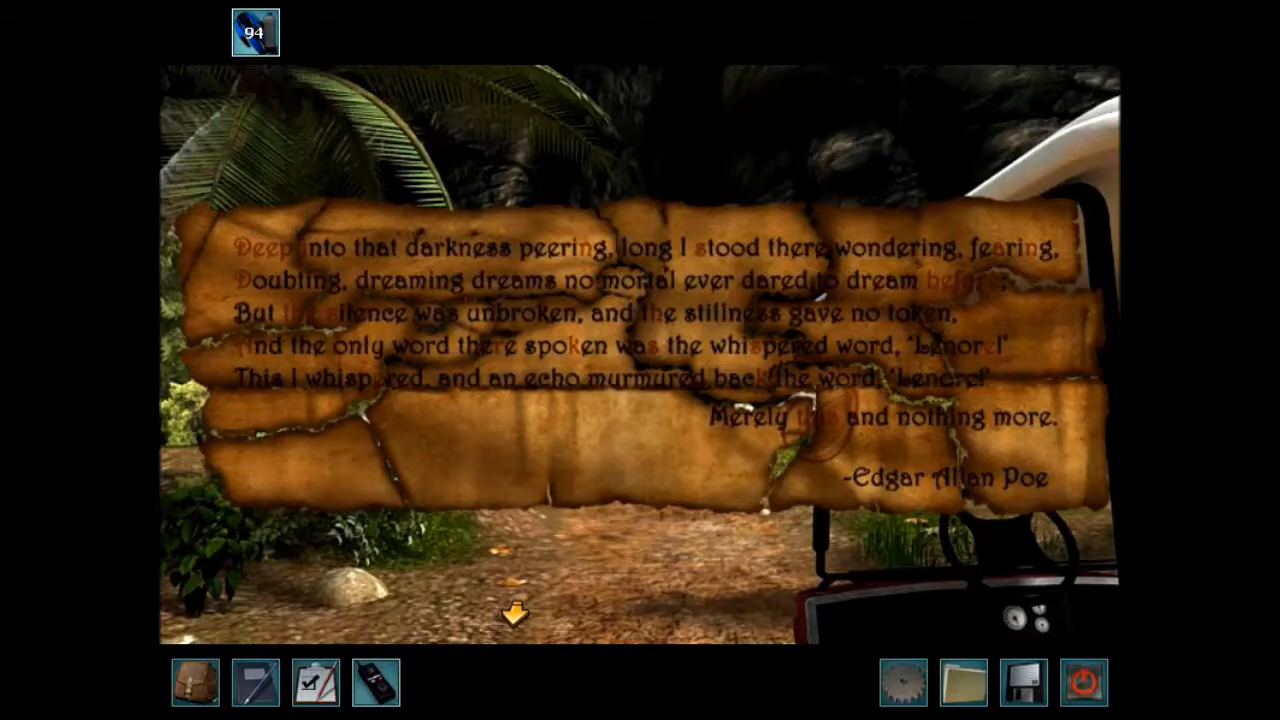 94
Deep into that darkness peering, long I stood there wondering, fearing,
Doubting, dreaming dreams no mortal ever dared to dream before;
But the silence was unbroken, and the stillness gave no token,
And the only word there spoken was the whispered word, 'Lenore!'
This I whispered, and an echo murmured back the word, 'Lenore!'
Merely this and nothing more.
-Edgar Allan Poe